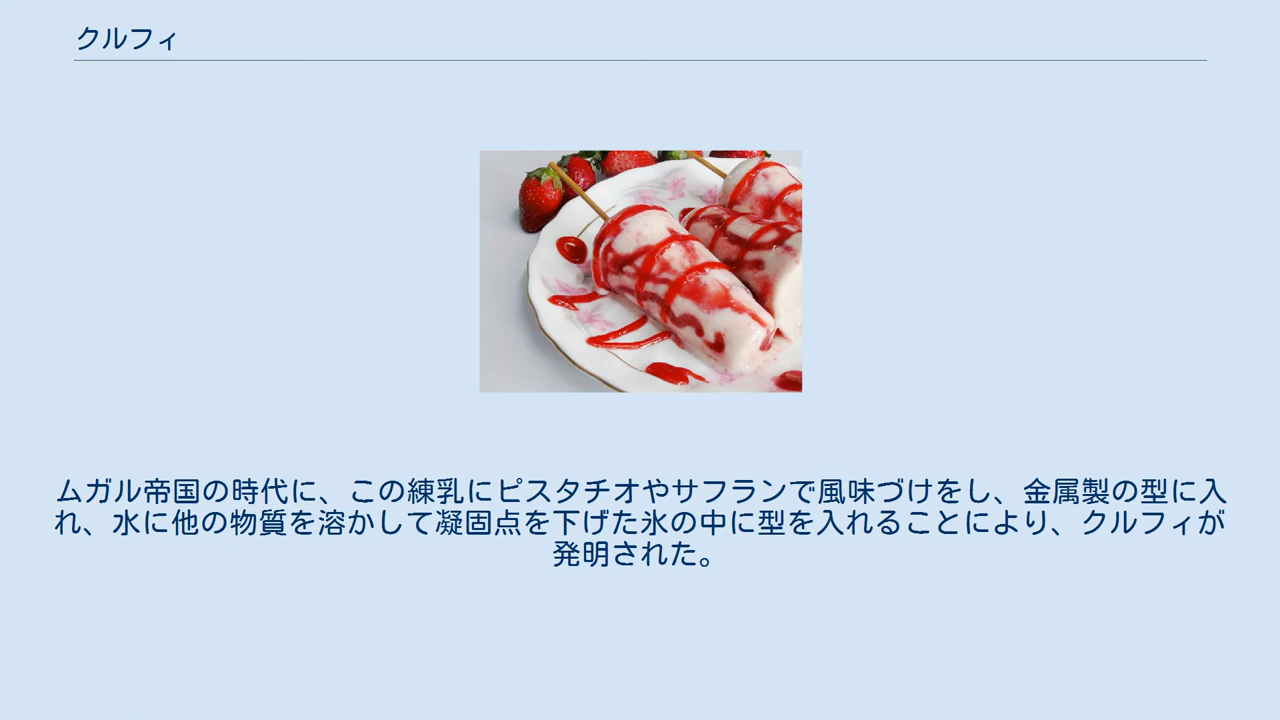 クルフィ
ムガル帝国の時代に、この練乳にピスタチオやサフランで風味づけをし、金属製の型に入
れ、水に他の物質を溶かして凝固点を下げた氷の中に型を入れることにより、クルフィが
発明された。